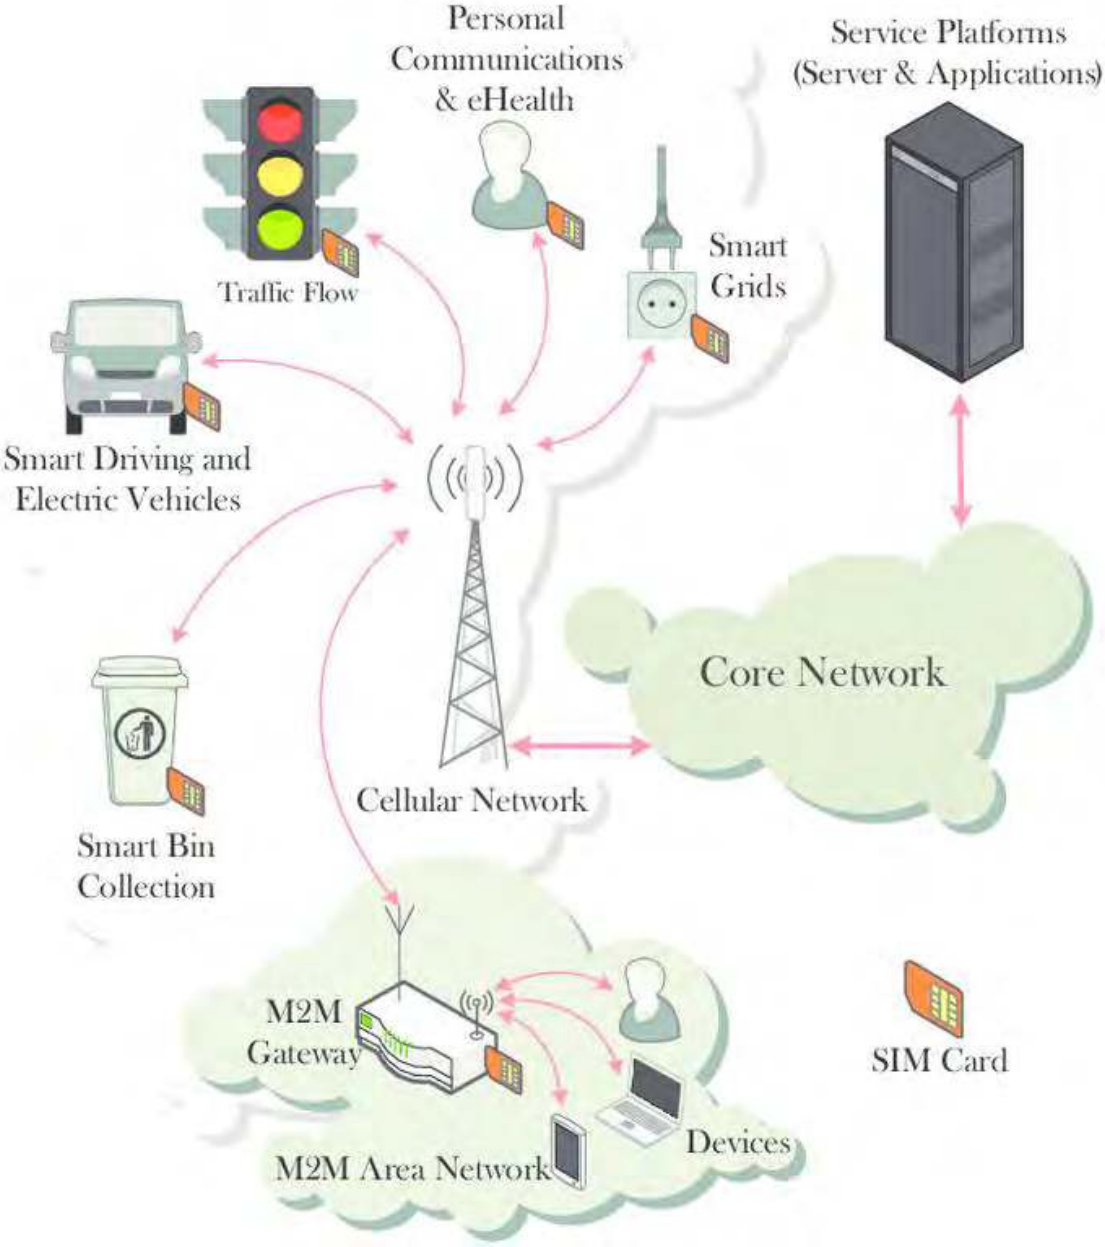 Personal
Communications
& eHealth
Service Platforms
(Server & Applications)
Smart
Grids
Traffic Flow
Smart Driving and
Electric Vehicles
Core Network
Cellular Network
Smart Bin
Collection
M2M
Gateway
SIM Card
Devices
M2M Area Network